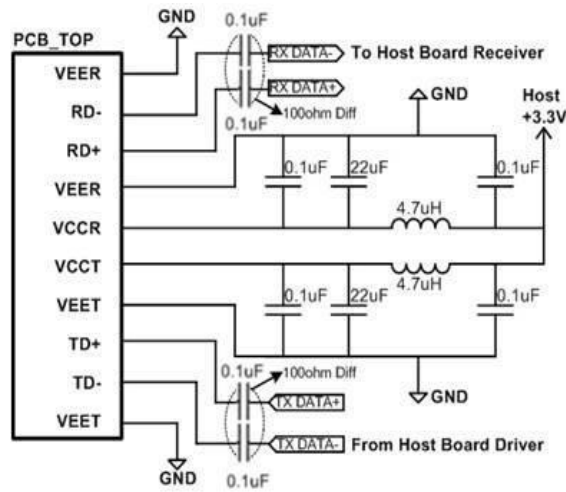 GND
0.1uF
PCB_TOP
RX DATA- To Host Board Receiver
VEER
RX DATA+
RD-
0.1uF 100ohm Diff
GND
Host
+3.3V
RD+
0.1uF 22uF 0.1uF
VEER
4.7uH
VCCR
VCCT
4.7uH
0.1uF 22uF 0.1uF
VEET
TD+
0.1uF 100ohm Diff
GND
TD-
TX DATA+
VEET
TX DATA- From Host Board Driver
GND
0.1uF